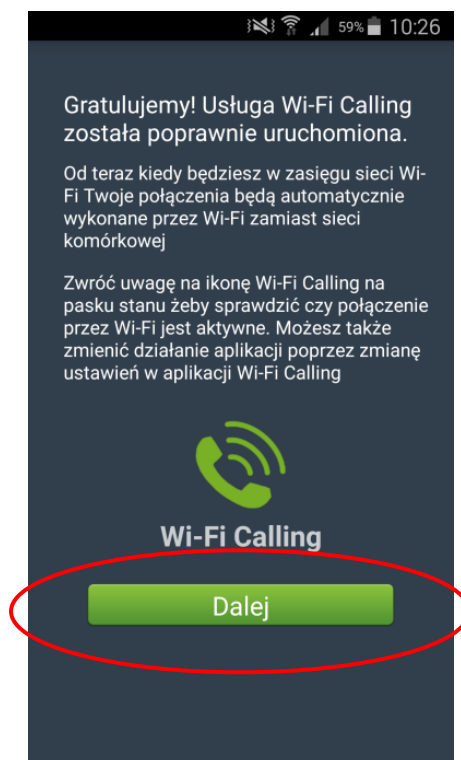 59% 10:26
Gratulujemy! Usługa Wi-Fi Calling
została poprawnie uruchomiona.
Od teraz kiedy będziesz w zasięgu sieci Wi-
Fi Twoje połączenia będą automatycznie
wykonane przez Wi-Fi zamiast sieci
komórkowej
Zwróć uwagę na ikonę Wi-Fi Calling na
pasku stanu żeby sprawdzić czy połączenie
przez Wi-Fi jest aktywne. Możesz także
zmienić działanie aplikacji poprzez zmianę
ustawień w aplikacji Wi-Fi Calling
Wi-Fi Calling
Dalej